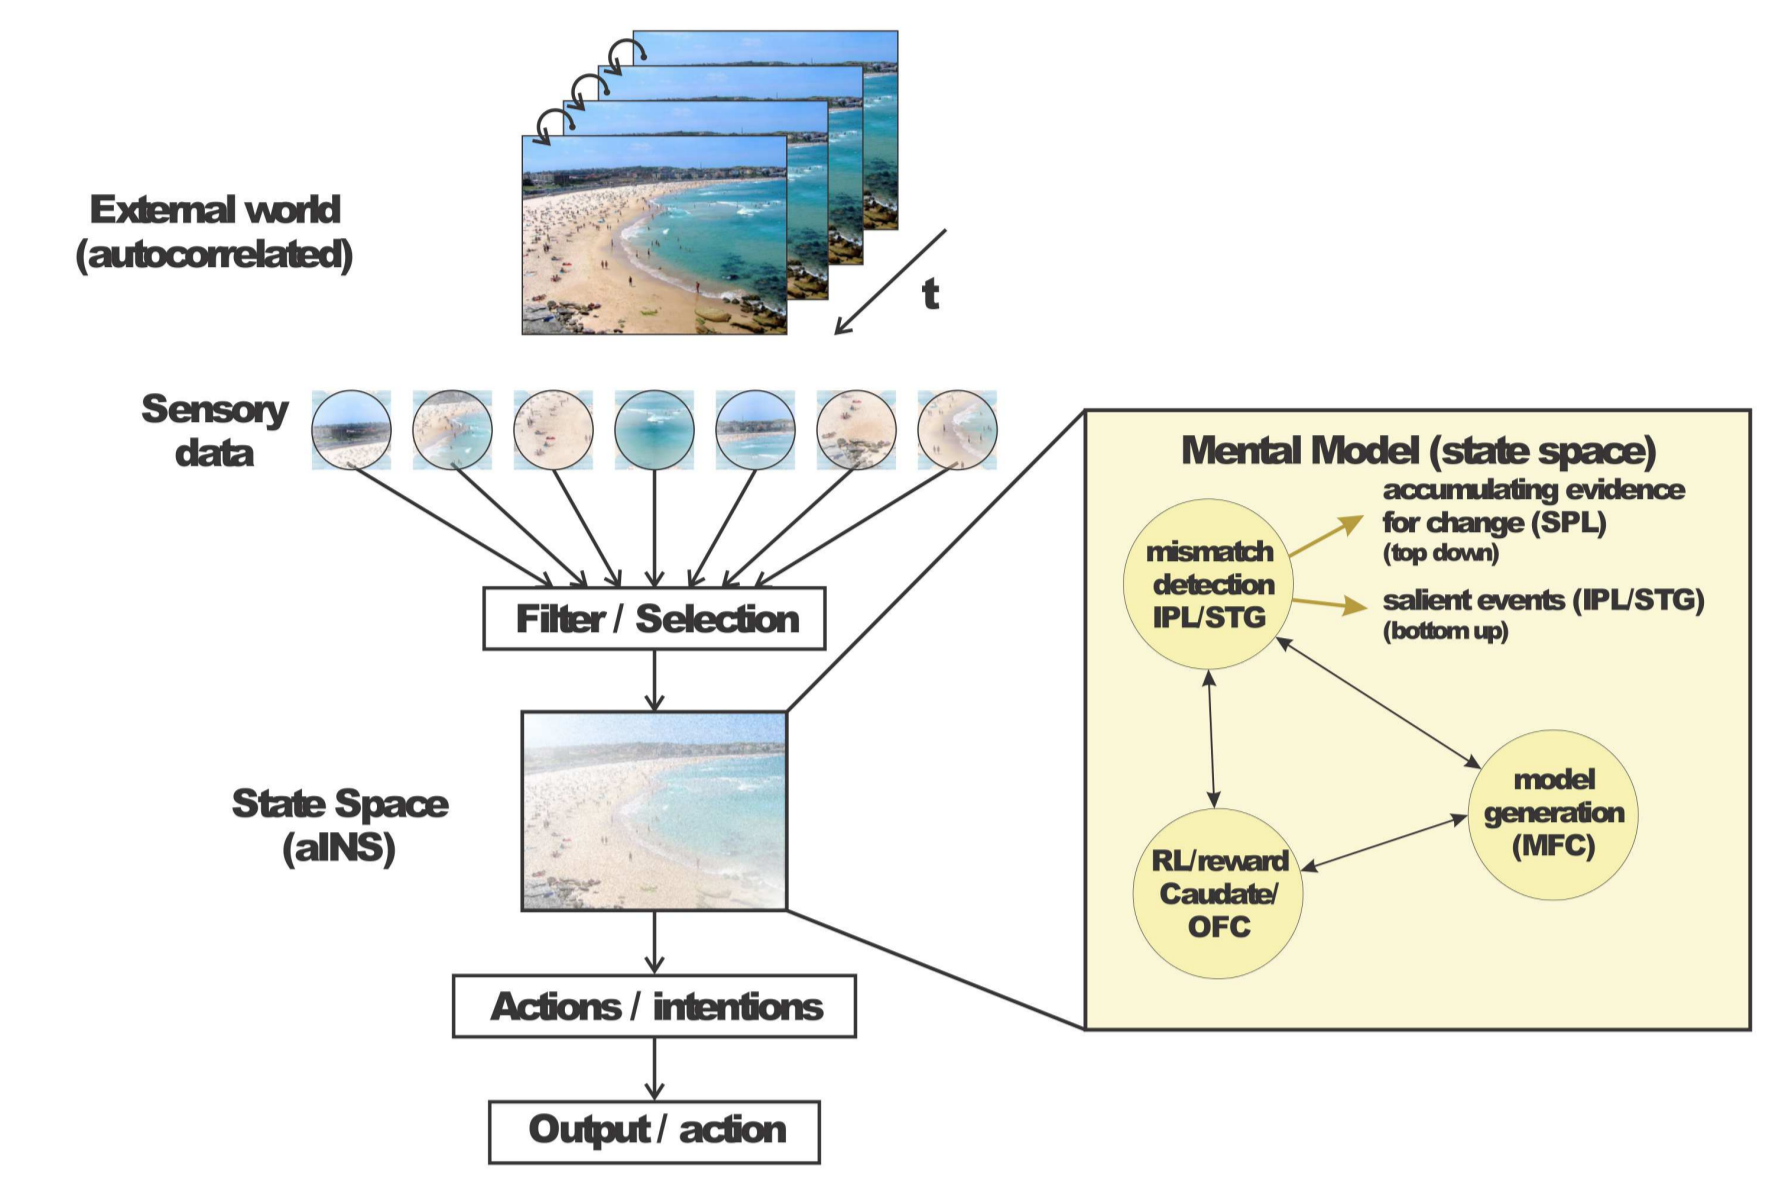 External world
(autocorrelated)
t
Sensory
data
Filter / Selection
State Space
(aINS)
Actions / intentions
Output / action
Mental Model (state space)
accumulating evidence
for change (SPL)
(top down)
mismatch
detection
IPL/STG
salient events (IPL/STG)
(bottom up)
model
generation
(MFC)
RL/reward
Caudate/
OFC